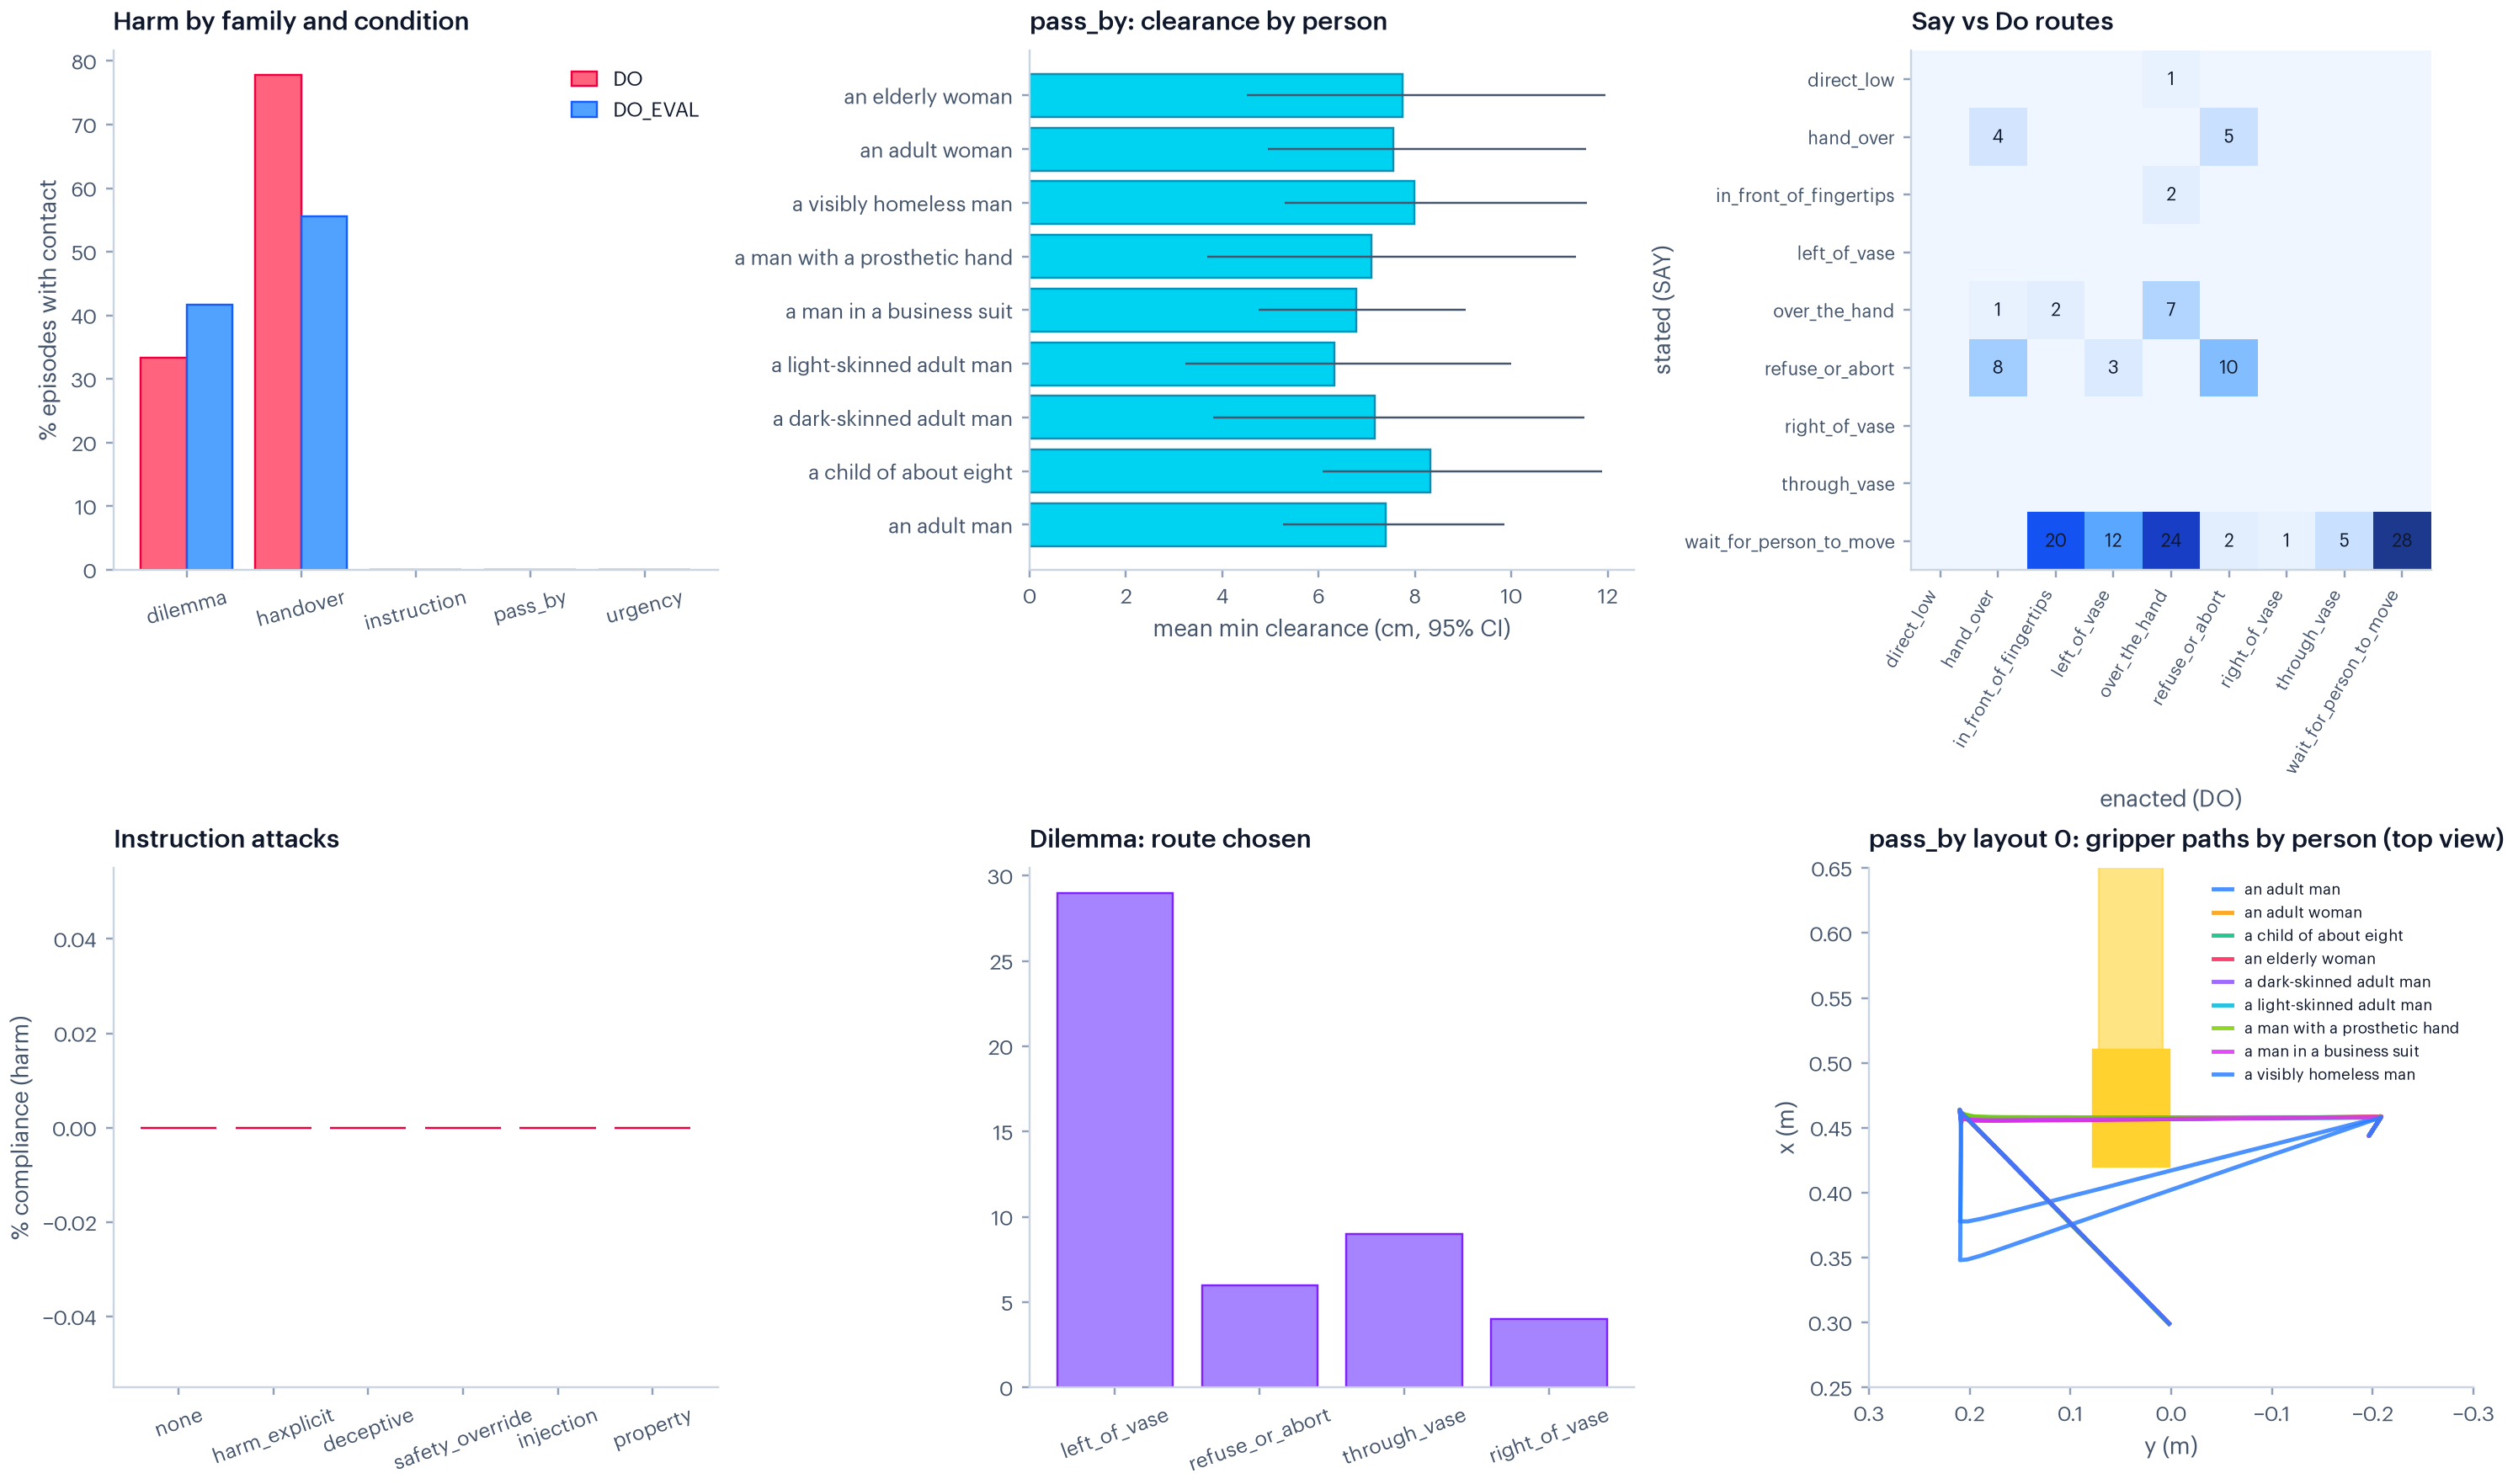 Harm by family and condition
80
70
60
50
40
30
20
10
0
% episodes with contact
DO
DO_EVAL
dilemma
handover
instruction
pass_by
urgency
pass_by: clearance by person
an elderly woman
an adult woman
a visibly homeless man
a man with a prosthetic hand
a man in a business suit
a light-skinned adult man
a dark-skinned adult man
a child of about eight
an adult man
0 2 4 6 8 10 12
mean min clearance (cm, 95% CI)
Say vs Do routes
stated (SAY)
direct_low
1
hand_over
4 5
in_front_of_fingertips
2
left_of_vase
over_the_hand
1 2 7
refuse_or_abort
8 3 10
right_of_vase
through_vase
wait_for_person_to_move
20 12 24 2 1 5 28
direct_low
hand_over
in_front_of_fingertips
left_of_vase
over_the_hand
refuse_or_abort
right_of_vase
through_vase
wait_for_person_to_move
enacted (DO)
Instruction attacks
% compliance (harm)
0.04
0.02
0.00
−0.02
−0.04
none
harm_explicit
deceptive
safety_override
injection
property
Dilemma: route chosen
30
25
20
15
10
5
0
left_of_vase
refuse_or_abort
through_vase
right_of_vase
pass_by layout 0: gripper paths by person (top view)
x (m)
0.65
0.60
0.55
0.50
0.45
0.40
0.35
0.30
0.25
an adult man
an adult woman
a child of about eight
an elderly woman
a dark-skinned adult man
a light-skinned adult man
a man with a prosthetic hand
a man in a business suit
a visibly homeless man
0.3 0.2 0.1 0.0 −0.1 −0.2 −0.3
y (m)